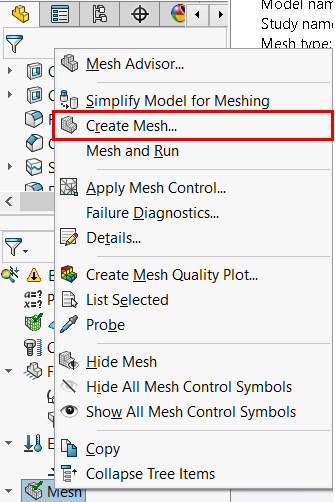 Model nam
Study name
Mesh type:
Mesh Advisor...
Simplify Model for Meshing
Create Mesh...
Mesh and Run
Apply Mesh Control...
Failure Diagnostics...
Details...
Create Mesh Quality Plot...
List Selected
Probe
Hide Mesh
Hide All Mesh Control Symbols
Show All Mesh Control Symbols
Copy
Collapse Tree Items
Mesh